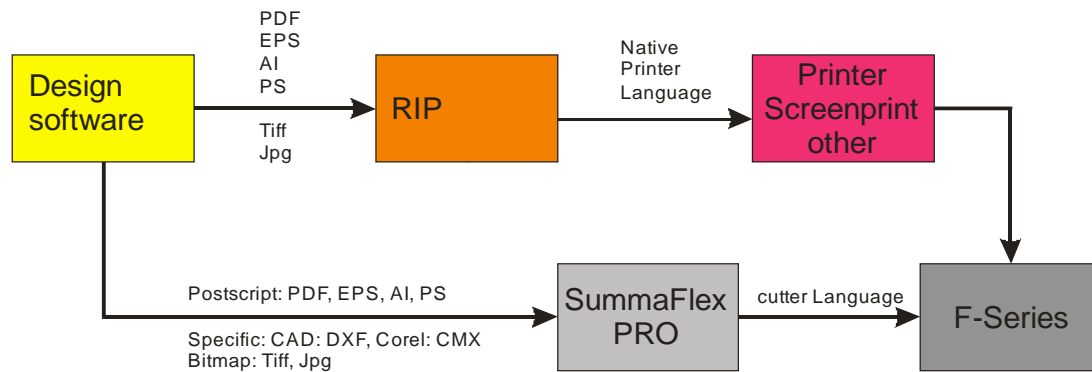 PDF
EPS
AI
PS
Tiff
Jpg
Design
software
RIP
Native
Printer
Language
Printer
Screenprint
other
Postscript: PDF, EPS, AI, PS
Specific: CAD: DXF, Corel: CMX
Bitmap: Tiff, Jpg
SummaFlex
PRO
cutter Language
F-Series